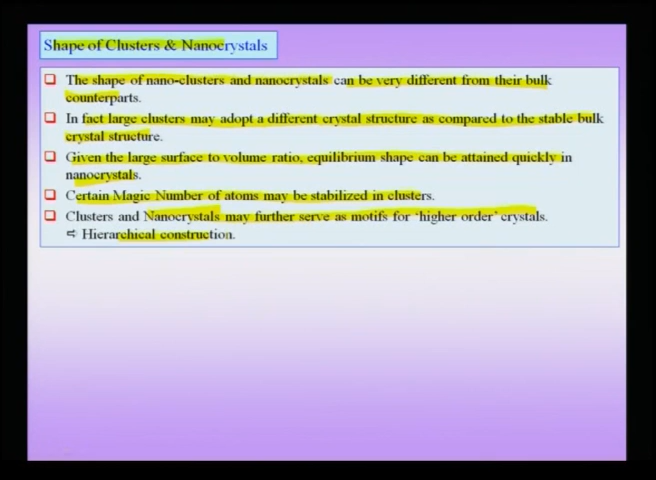 Shape of Clusters & Nanocrystals
❑ The shape of nano-clusters and nanocrystals can be very different from their bulk
counterparts.
❑ In fact large clusters may adopt a different crystal structure as compared to the stable bulk
crystal structure.
❑ Given the large surface to volume ratio, equilibrium shape can be attained quickly in
nanocrystals.
❑ Certain Magic Number of atoms may be stabilized in clusters.
❑ Clusters and Nanocrystals may further serve as motifs for ‘higher order’ crystals.
⇨ Hierarchical construction.